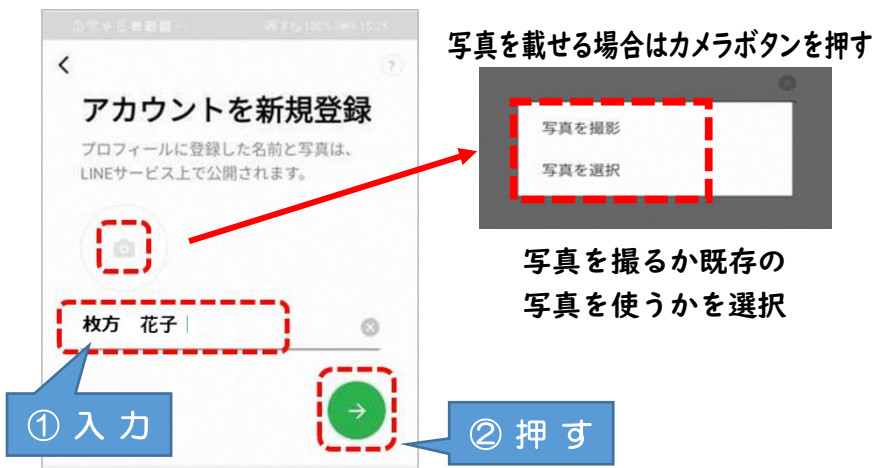 写真を載せる場合はカメラボタンを押す
アカウントを新規登録
プロフィールに登録した名前と写真は、
LINEサービス上で公開されます。
写真を撮影
写真を選択
写真を撮るか既存の
写真を使うかを選択
枚方　花子
① 入 力
② 押 す